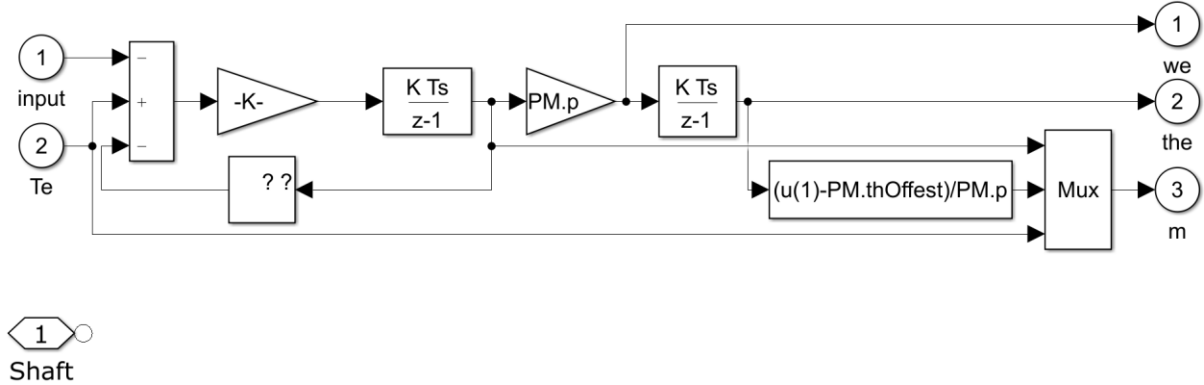 1
we
1
input
−
+
−
-K-
K Ts
z-1
PM.p
K Ts
z-1
2
the
2
Te
? ?
(u(1)-PM.thOffest)/PM.p
Mux
3
m
1
Shaft